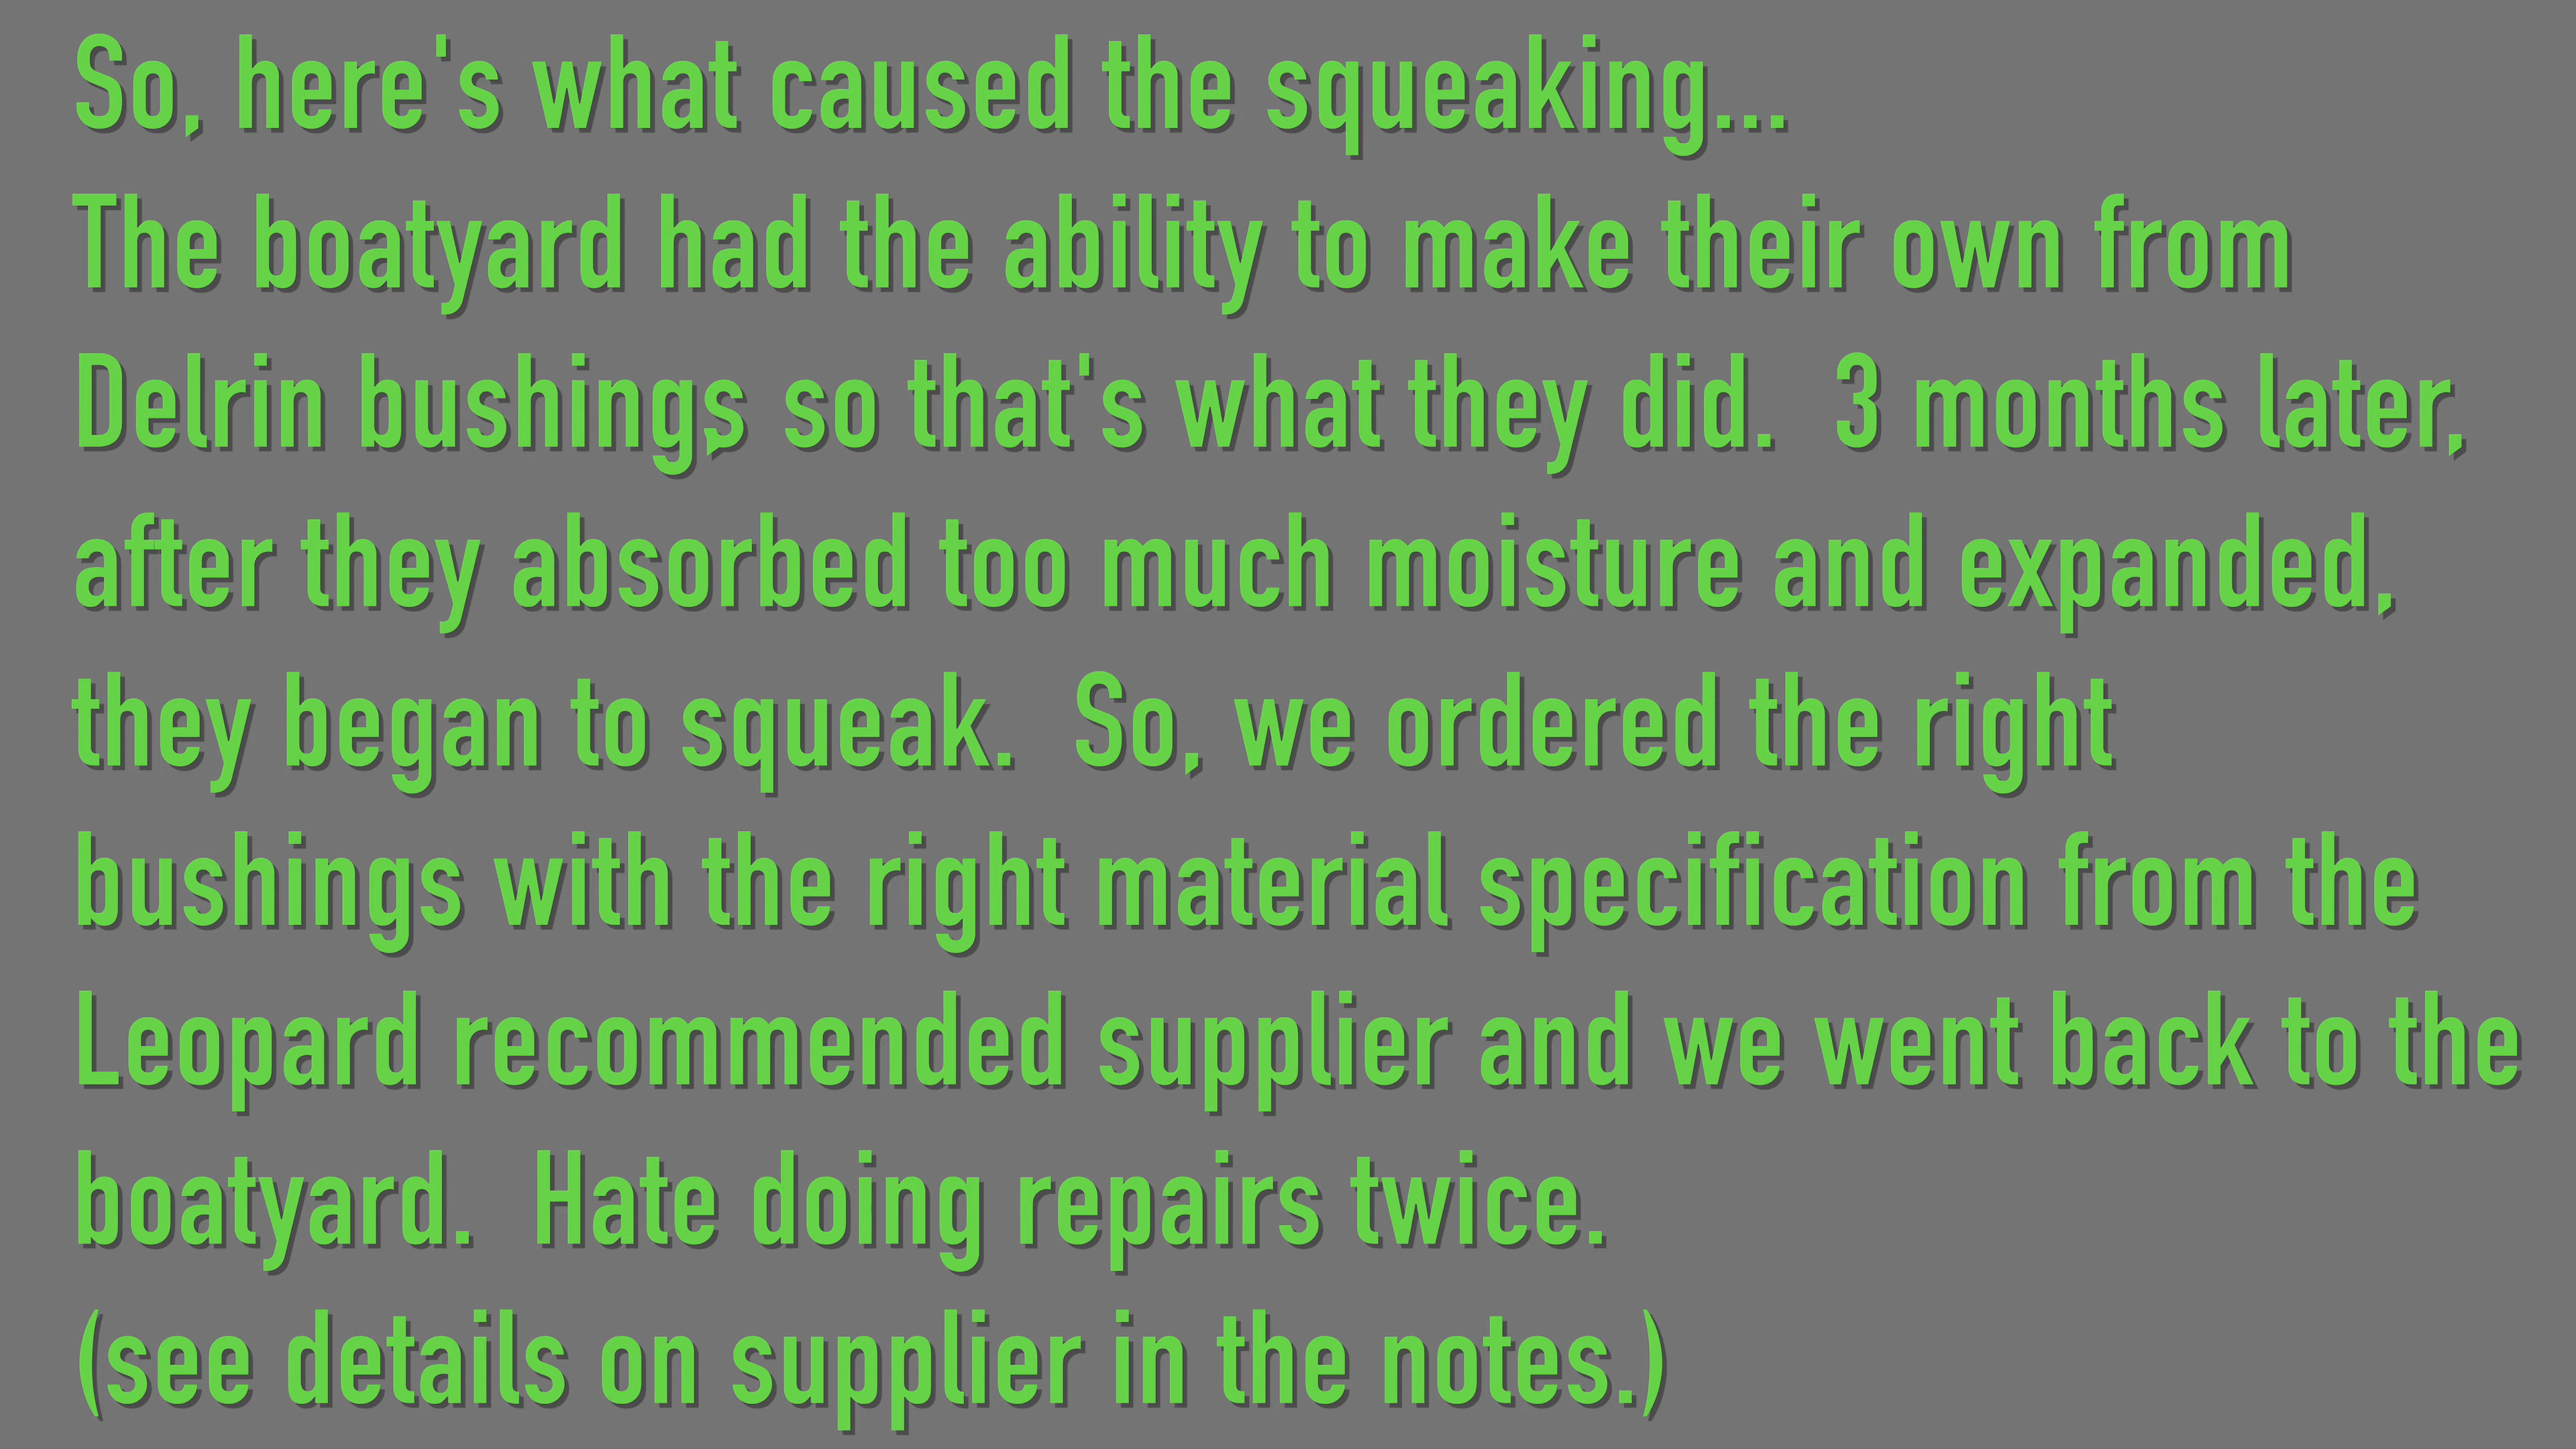 So, here's what caused the squeaking...
The boatyard had the ability to make their own from
Delrin bushings, so that's what they did.  3 months later,
after they absorbed too much moisture and expanded,
they began to squeak.  So, we ordered the right
bushings with the right material specification from the
Leopard recommended supplier and we went back to the
boatyard.  Hate doing repairs twice.
(see details on supplier in the notes.)